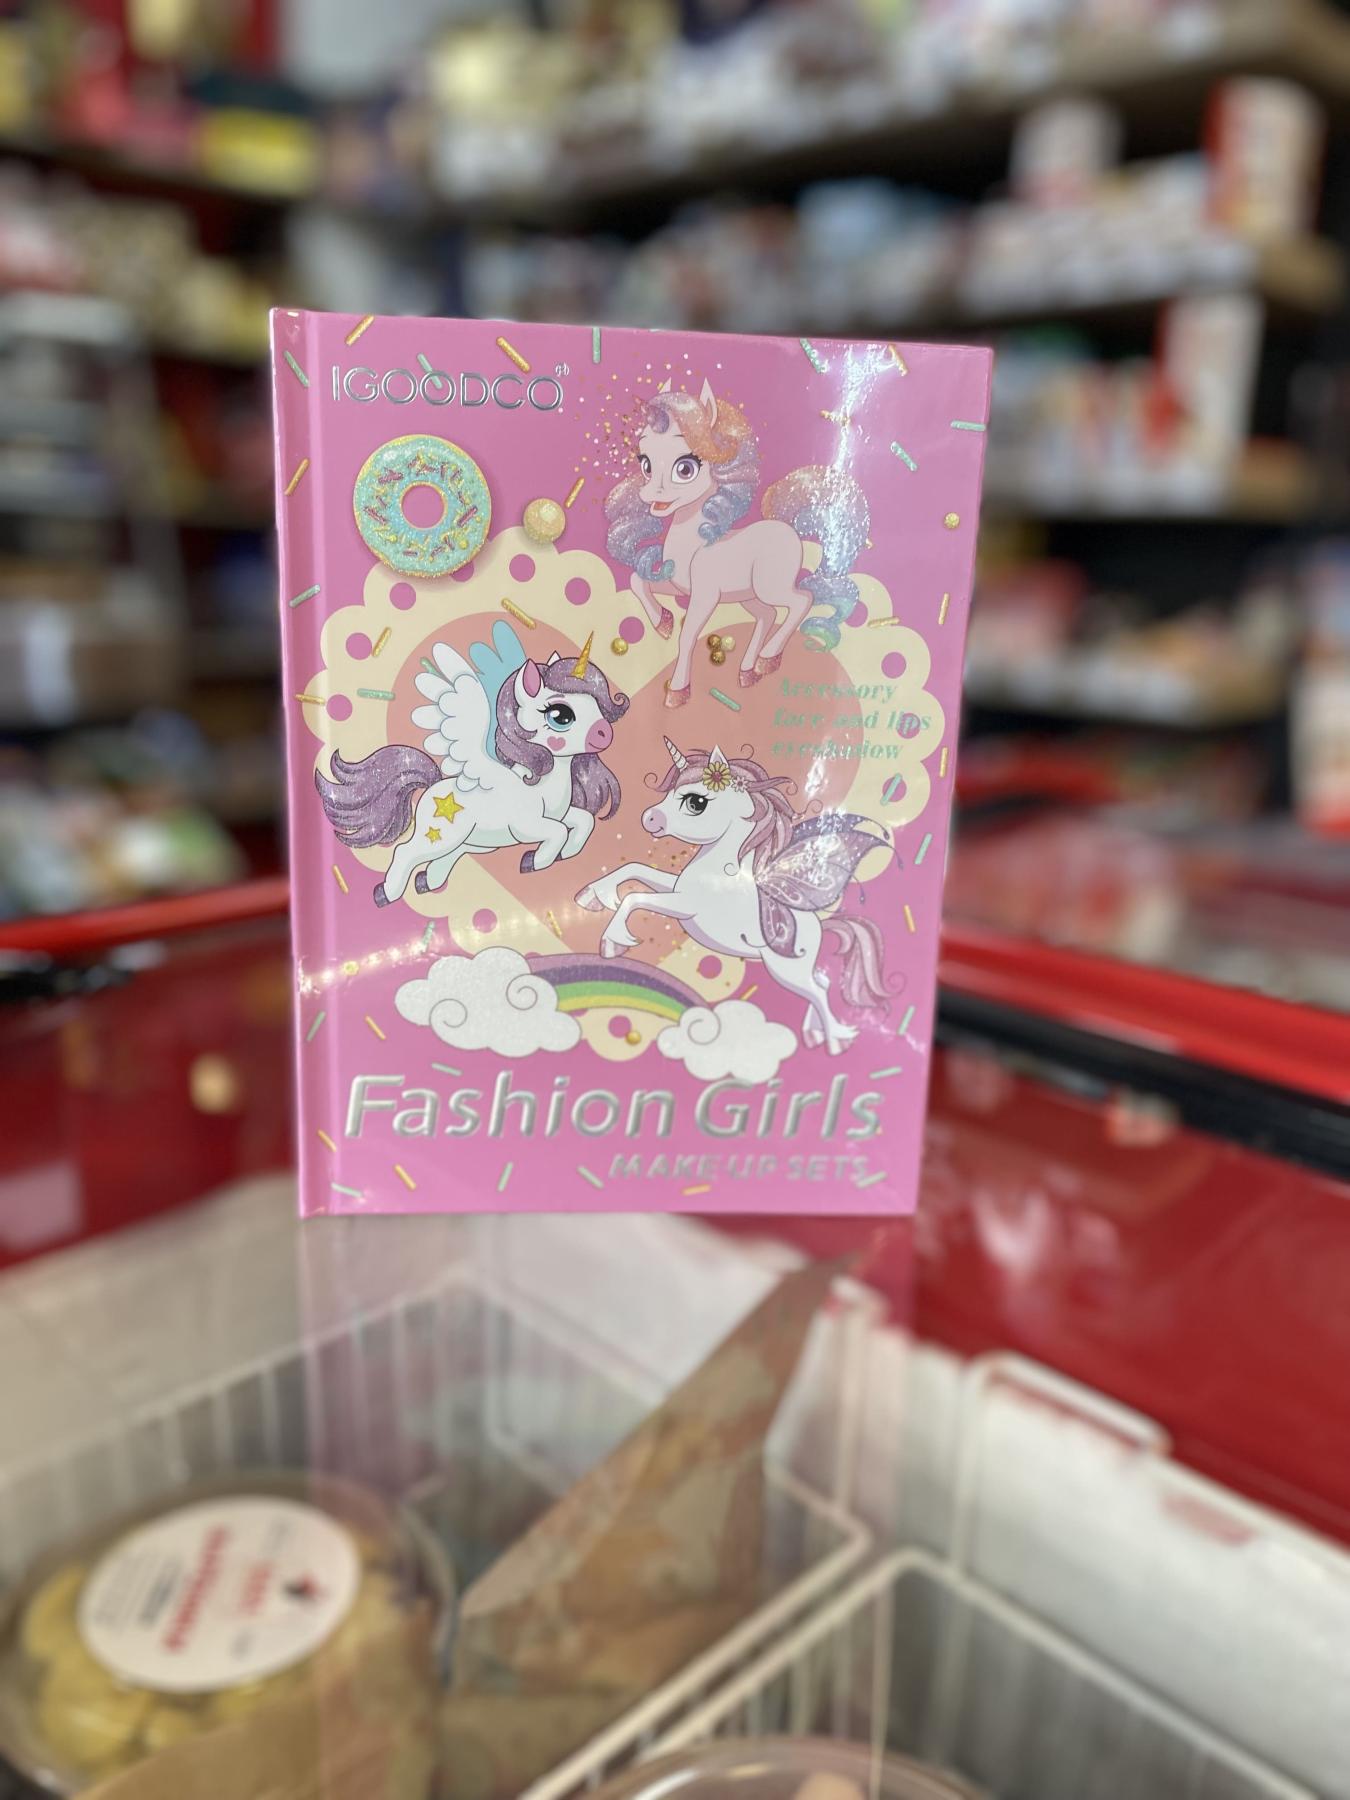 IGOODCO
Accessory
face and lips
eyeshadow
Fashion Girls
MAKE-UP SETS